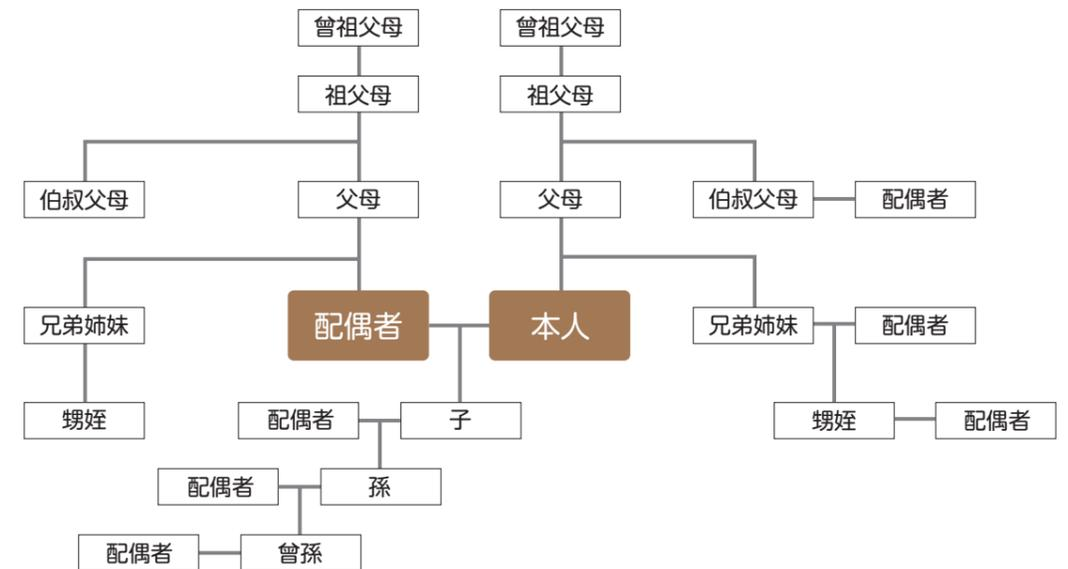 曾祖父母
曾祖父母
祖父母
祖父母
伯叔父母
父母
父母
伯叔父母
配偶者
兄弟姉妹
配偶者
本人
兄弟姉妹
配偶者
甥姪
配偶者
子
甥姪
配偶者
配偶者
孫
配偶者
曾孫